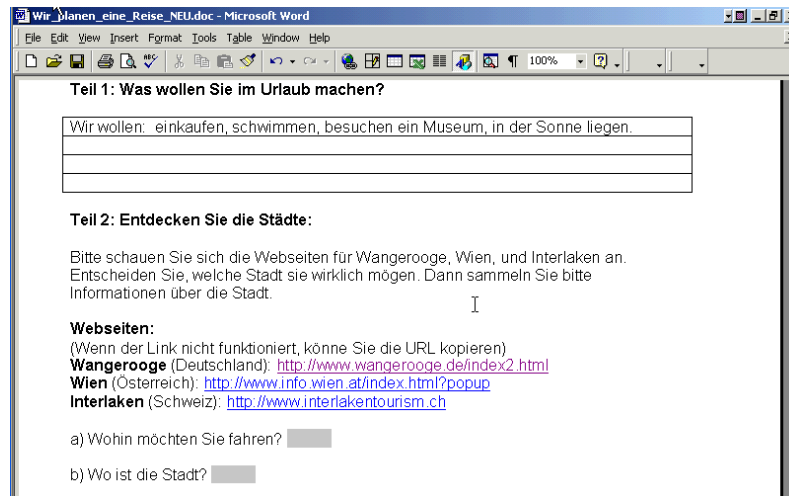 Wir_planen_eine_Reise_NEU.doc - Microsoft Word
File Edit View Insert Format Tools Table Window Help
100%
Teil 1: Was wollen Sie im Urlaub machen?
Wir wollen: einkaufen, schwimmen, besuchen ein Museum, in der Sonne liegen.
Teil 2: Entdecken Sie die Städte:
Bitte schauen Sie sich die Webseiten für Wangerooge, Wien, und Interlaken an.
Entscheiden Sie, welche Stadt sie wirklich mögen. Dann sammeln Sie bitte
Informationen über die Stadt.
Webseiten:
(Wenn der Link nicht funktioniert, könne Sie die URL kopieren)
Wangerooge (Deutschland): http://www.wangerooge.de/index2.html
Wien (Österreich): http://www.info.wien.at/index.html?popup
Interlaken (Schweiz): http://www.interlakentourism.ch
a) Wohin möchten Sie fahren?
b) Wo ist die Stadt?